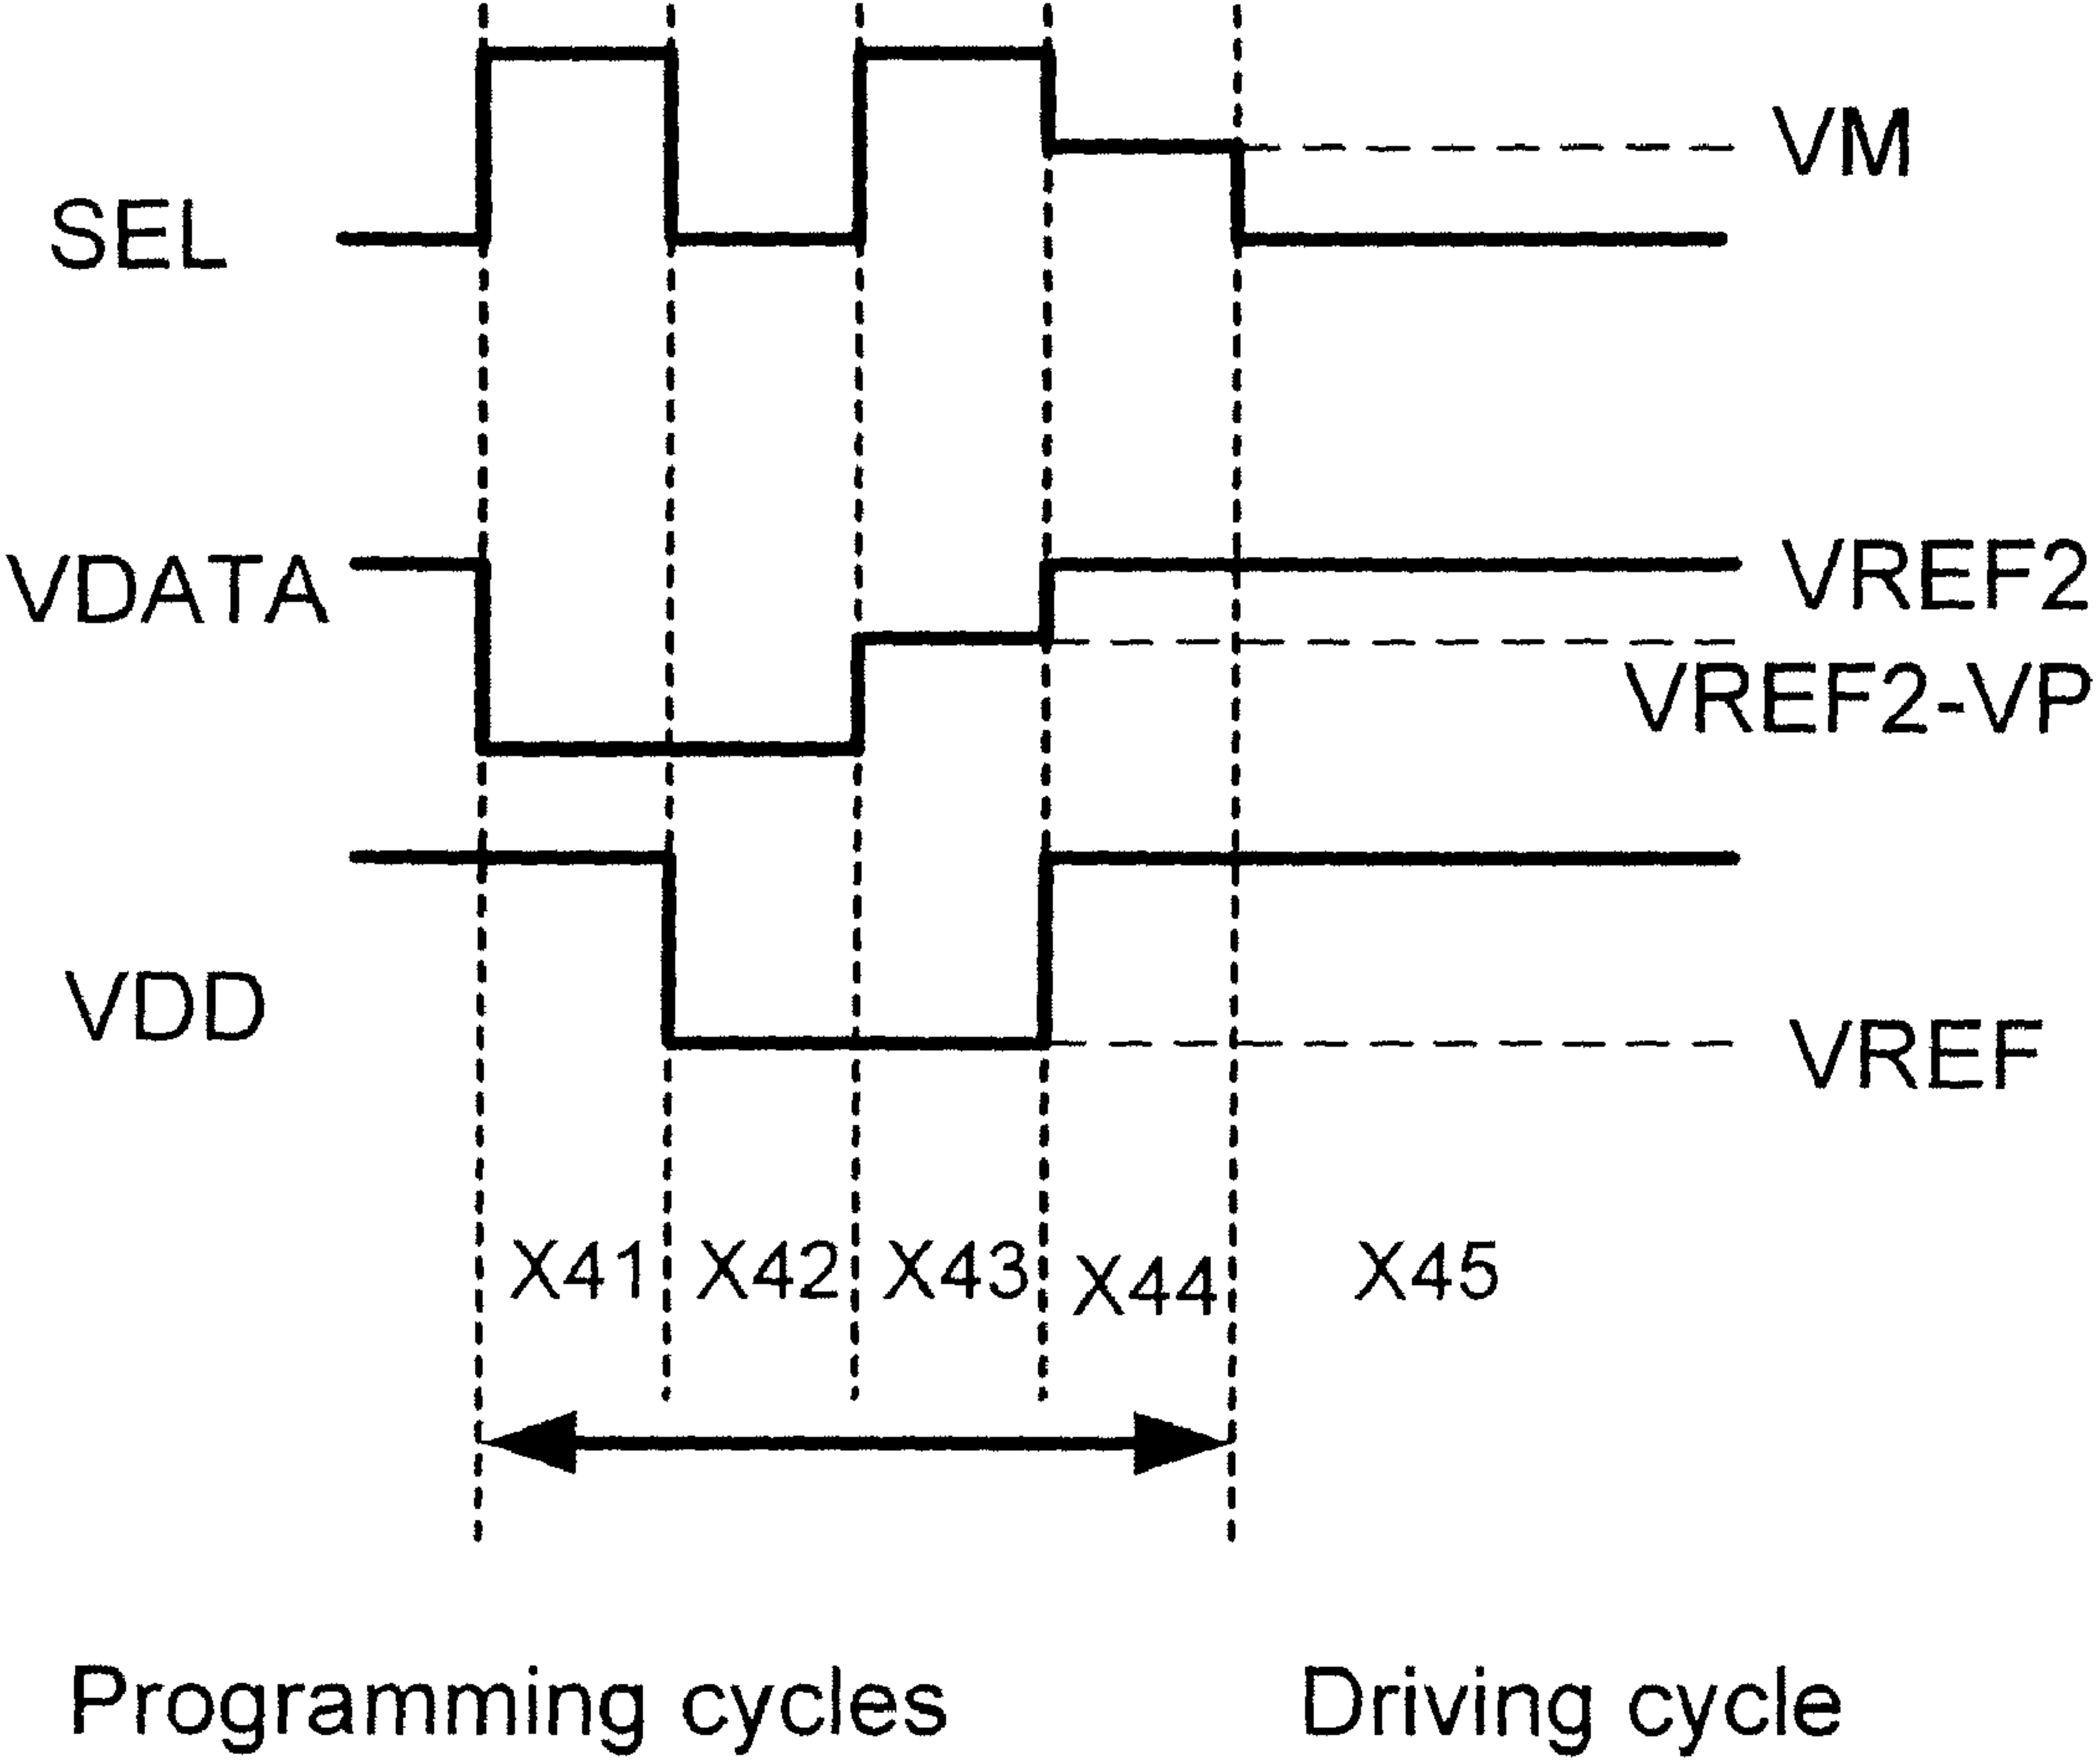 VM
SEL
VDATA
VREF2
VREF2-VP
VDD
VREF
X41
X42
X43
X44
X45
Programming cycles
Driving cycle